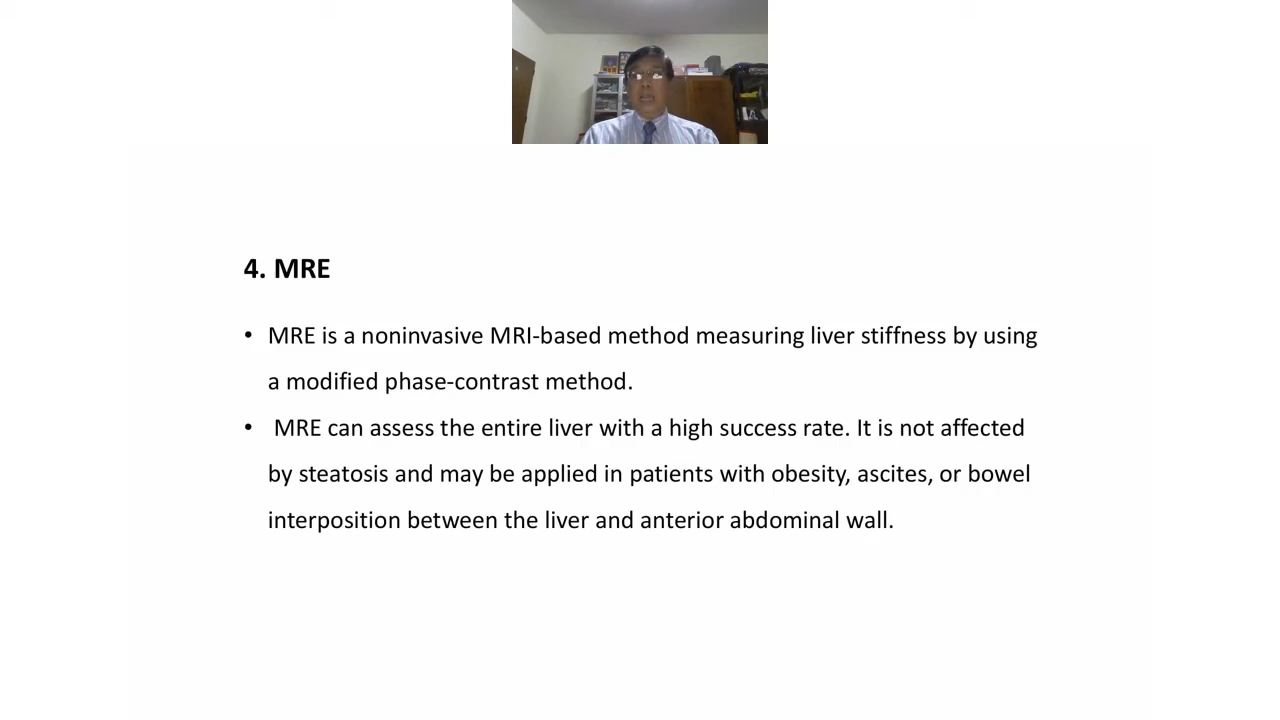 4. MRE
• MRE is a noninvasive MRI-based method measuring liver stiffness by using
a modified phase-contrast method.
• MRE can assess the entire liver with a high success rate. It is not affected
by steatosis and may be applied in patients with obesity, ascites, or bowel
interposition between the liver and anterior abdominal wall.